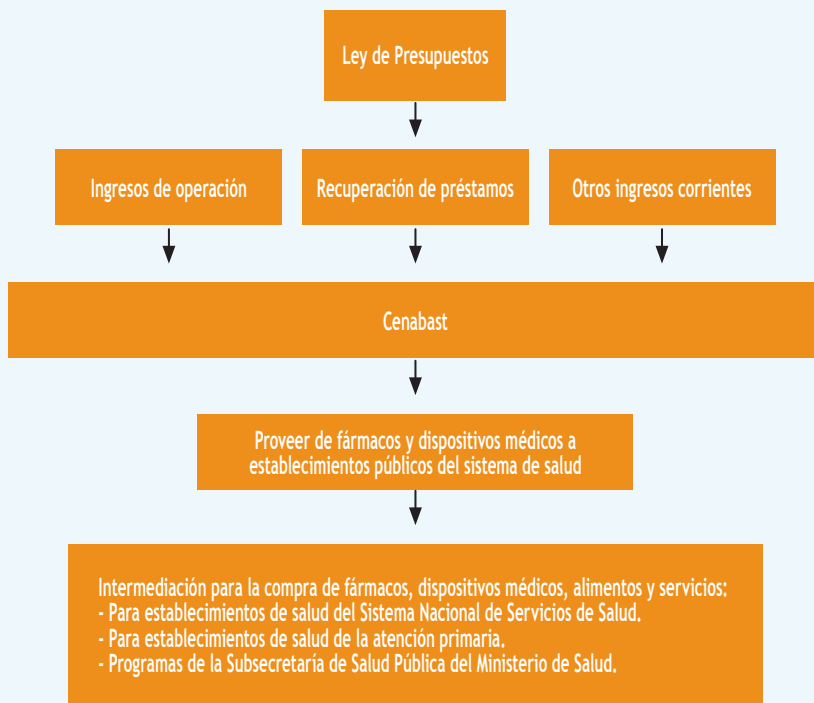 Ley de Presupuestos
Ingresos de operación
Recuperación de préstamos
Otros ingresos corrientes
Cenabast
Proveer de fármacos y dispositivos médicos a
establecimientos públicos del sistema de salud
Intermediación para la compra de fármacos, dispositivos médicos, alimentos y servicios:
- Para establecimientos de salud del Sistema Nacional de Servicios de Salud.
- Para establecimientos de salud de la atención primaria.
- Programas de la Subsecretaría de Salud Pública del Ministerio de Salud.